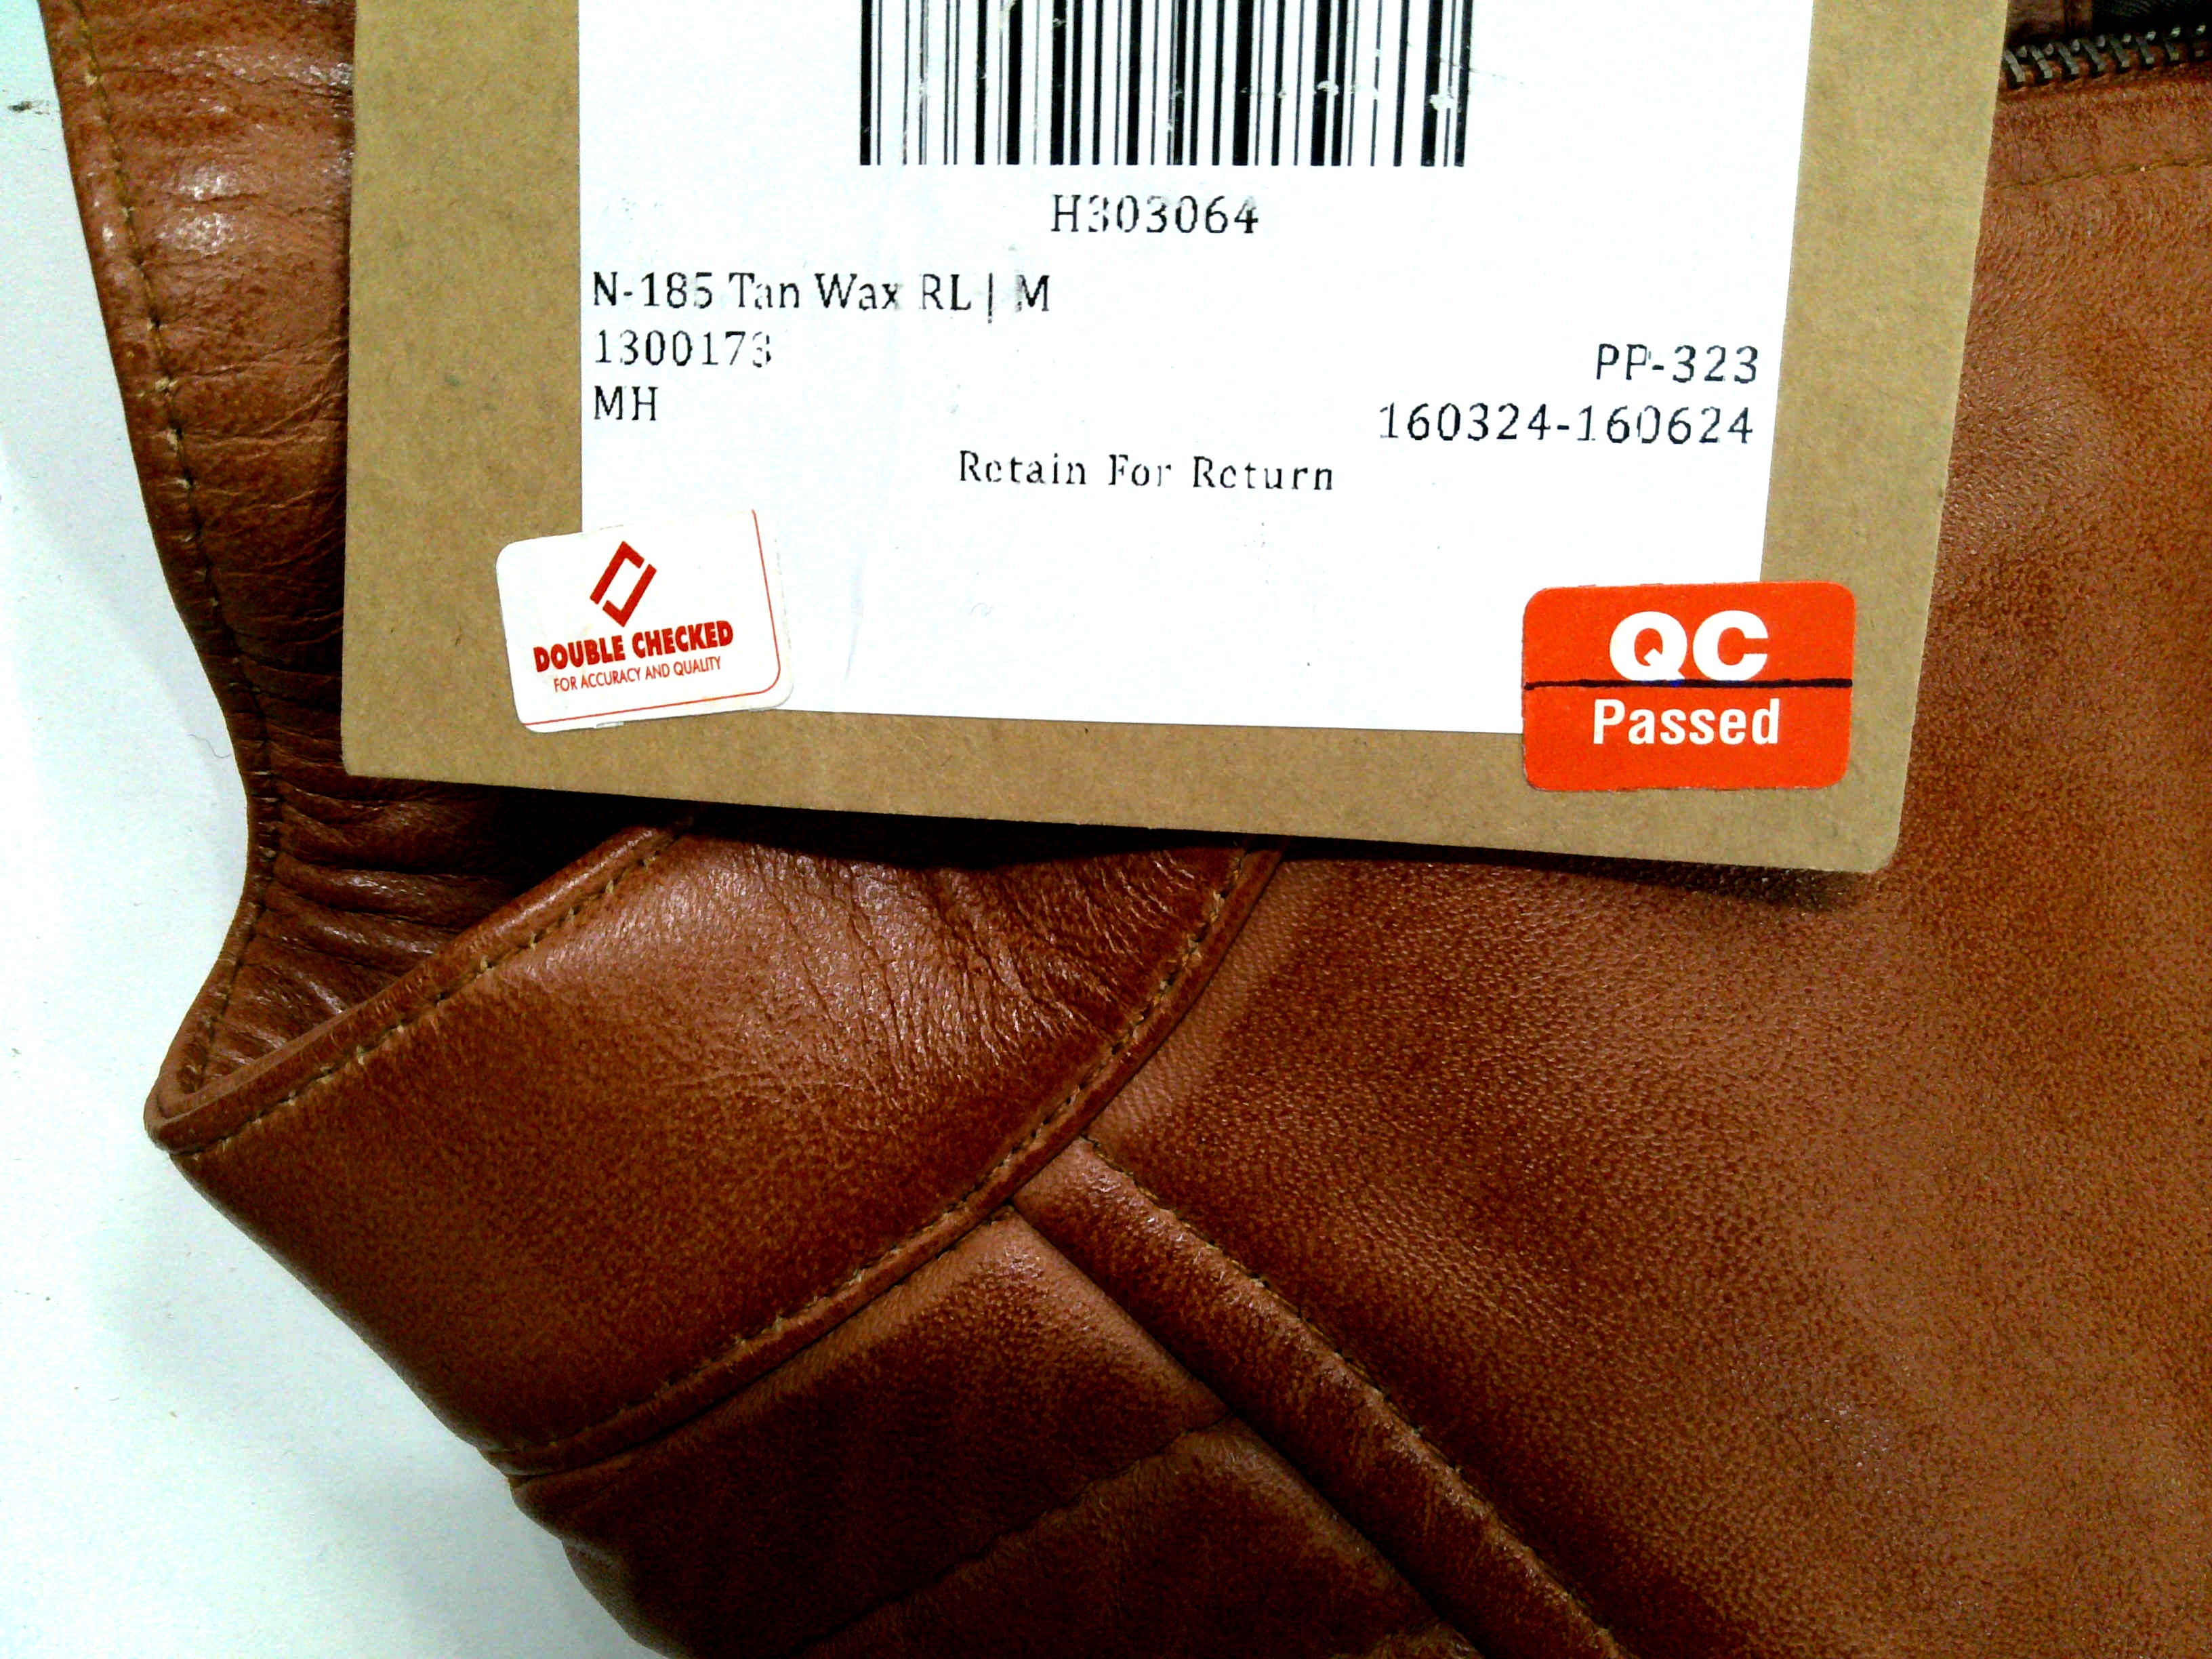 H303064
N-185 Tan Wax RL | M
1300173
PP-323
MH
160324-160624
Retain For Return
DOUBLE CHECKED
FOR ACCURACY AND QUALITY
QC
Passed